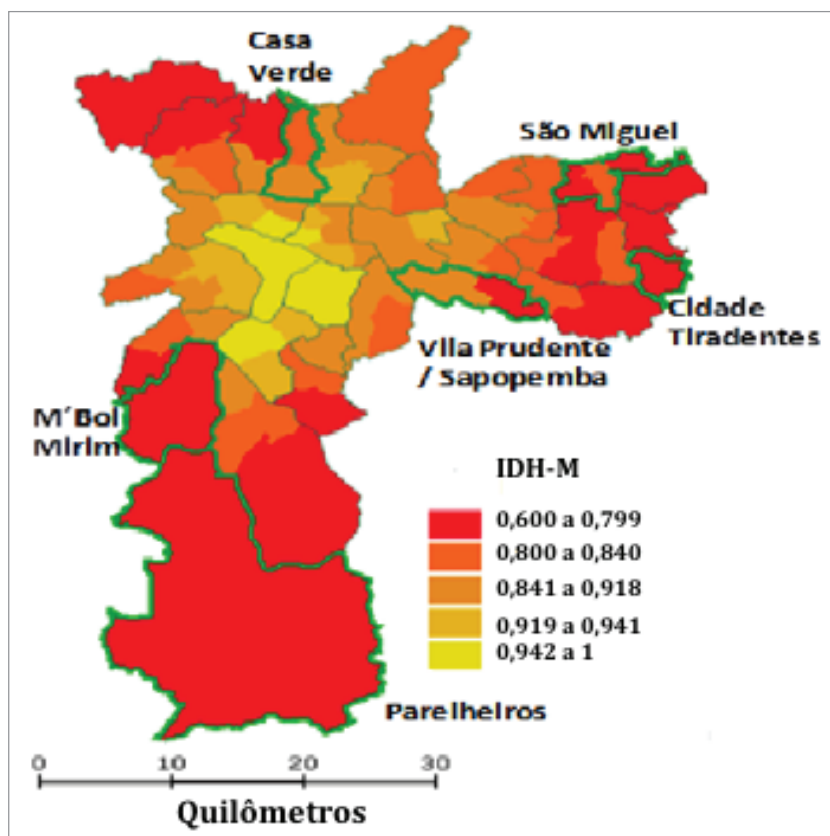 Casa
Verde
São Miguel
Cidade
Tiradentes
Vila Prudente
/ Sapopemba
M´Boi
Mirim
IDH-M
0,600 a 0,799
0,800 a 0,840
0,841 a 0,918
0,919 a 0,941
0,942 a 1
Parelheiros
0 10 20 30
Quilômetros